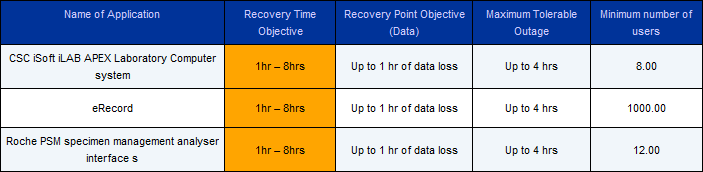 Name of Application
Recovery Time
Objective
Recovery Point Objective
(Data)
Maximum Tolerable
Outage
Minimum number of
users
CSC iSoft iLAB APEX Laboratory Computer
system
1hr – 8hrs
Up to 1 hr of data loss
Up to 4 hrs
8.00
eRecord
1hr – 8hrs
Up to 1 hr of data loss
Up to 4 hrs
1000.00
Roche PSM specimen management analyser
interface s
1hr – 8hrs
Up to 1 hr of data loss
Up to 4 hrs
12.00